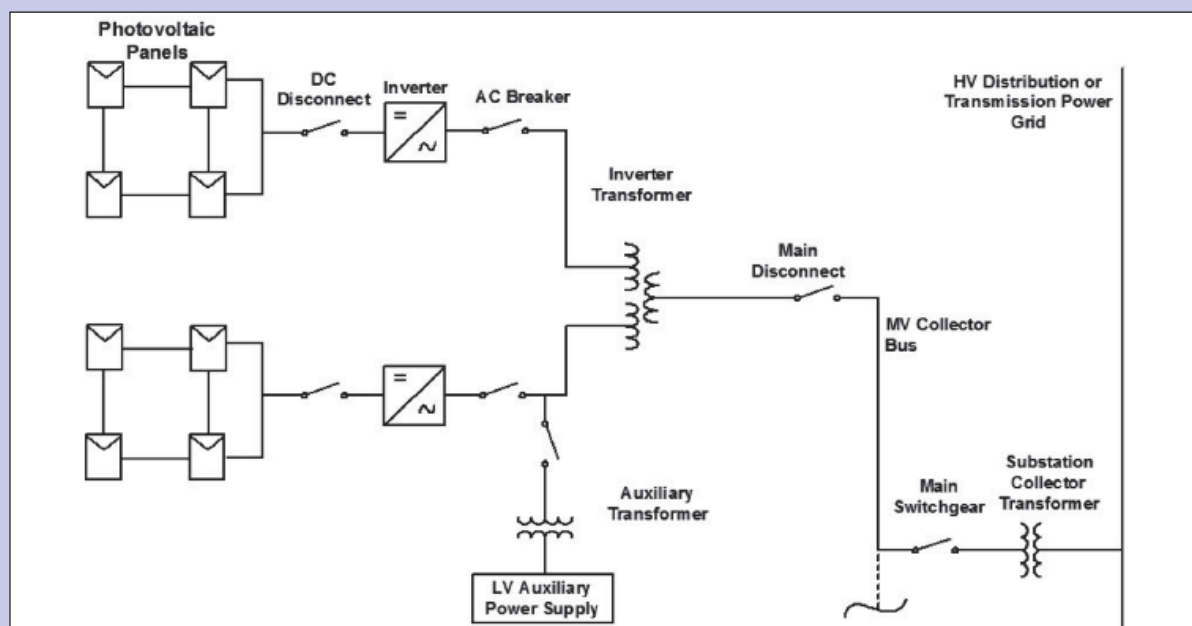 Photovoltaic
Panels
DC
Disconnect
Inverter
AC Breaker
HV Distribution or
Transmission Power
Grid
=
~
Inverter
Transformer
Main
Disconnect
MV Collector
Bus
=
~
Auxiliary
Transformer
Main
Switchgear
Substation
Collector
Transformer
LV Auxiliary
Power Supply